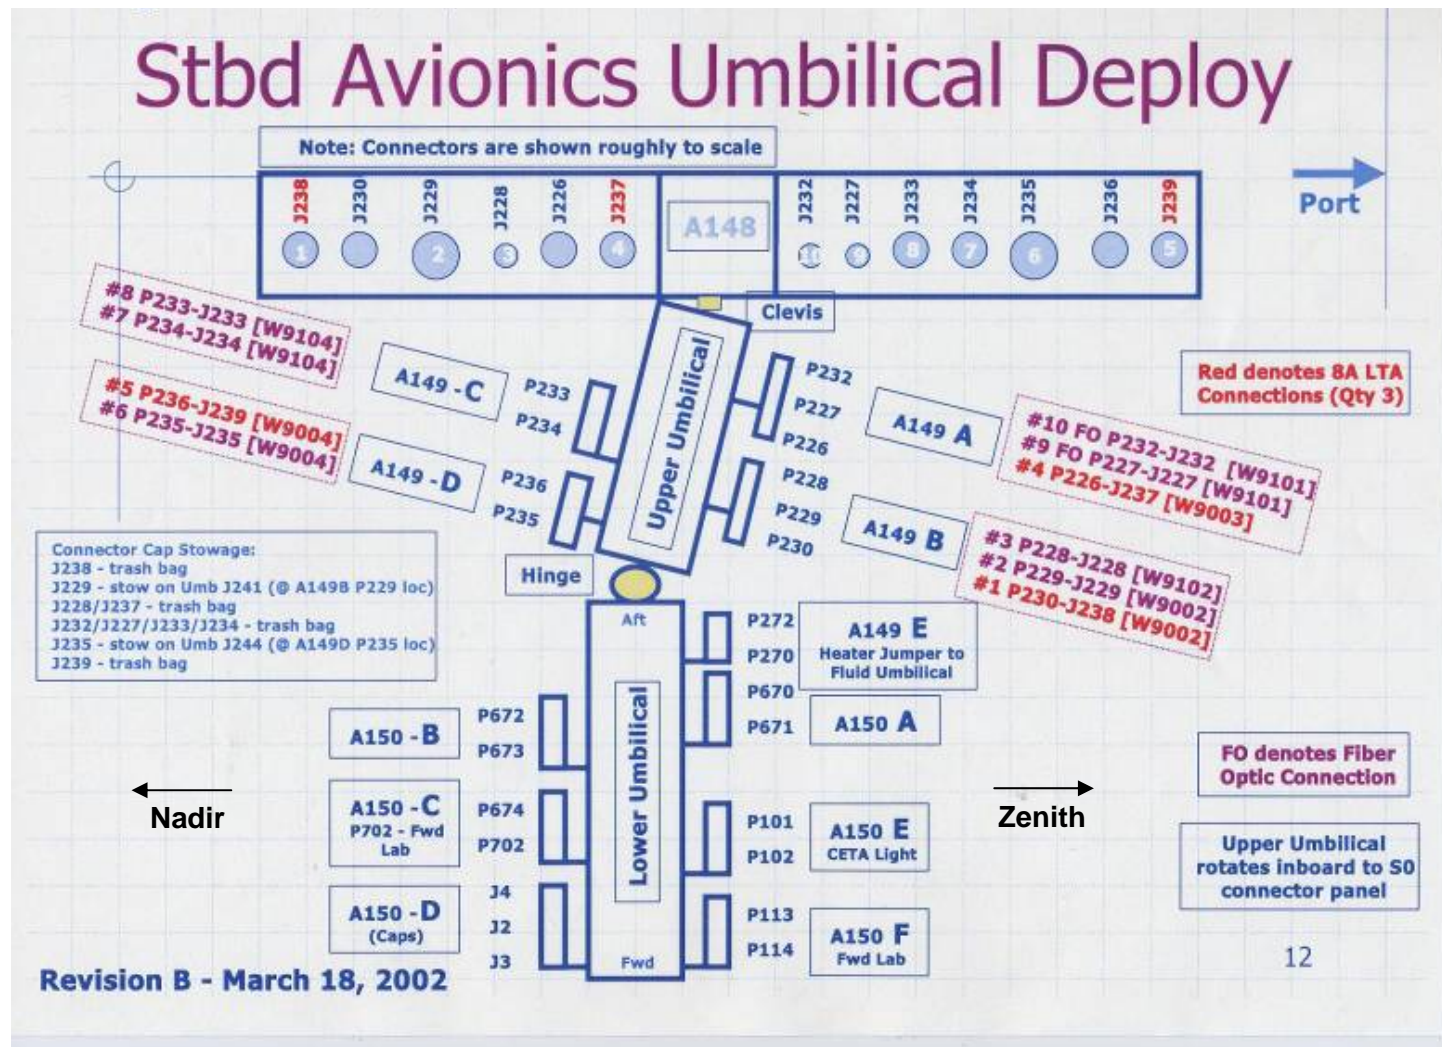 Stbd Avionics Umbilical Deploy
Note: Connectors are shown roughly to scale
J238 J230 J229 J228 J226 J237 A148 J232 J227 J233 J234 J235 J236 J239
1 2 3 4 10 9 8 7 6 5
Port
Clevis
#8 P233-J233 [W9104]
#7 P234-J234 [W9104]
#5 P236-J239 [W9004]
#6 P235-J235 [W9004]
A149 -C
P233
P234
A149 -D
P236
P235
Upper Umbilical
P232
P227
P226
A149 A
P228
P229
P230
A149 B
#10 FO P232-J232 [W9101]
#9 FO P227-J227 [W9101]
#4 P226-J237 [W9003]
#3 P228-J228 [W9102]
#2 P229-J229 [W9002]
#1 P230-J238 [W9002]
Red denotes 8A LTA
Connections (Qty 3)
Connector Cap Stowage:
J238 - trash bag
J229 - stow on Umb J241 (@ A149B P229 loc)
J228/J237 - trash bag
J232/J227/J233/J234 - trash bag
J235 - stow on Umb J244 (@ A149D P235 loc)
J239 - trash bag
Hinge
Aft
Lower Umbilical
Fwd
P272
P270
A149 E
Heater Jumper to
Fluid Umbilical
P670
P671
A150 A
A150 -B
P672
P673
A150 -C
P702 - Fwd
Lab
P674
P702
A150 -D
(Caps)
J4
J2
J3
P101
P102
A150 E
CETA Light
P113
P114
A150 F
Fwd Lab
Nadir
Zenith
FO denotes Fiber
Optic Connection
Upper Umbilical
rotates inboard to S0
connector panel
12
Revision B - March 18, 2002